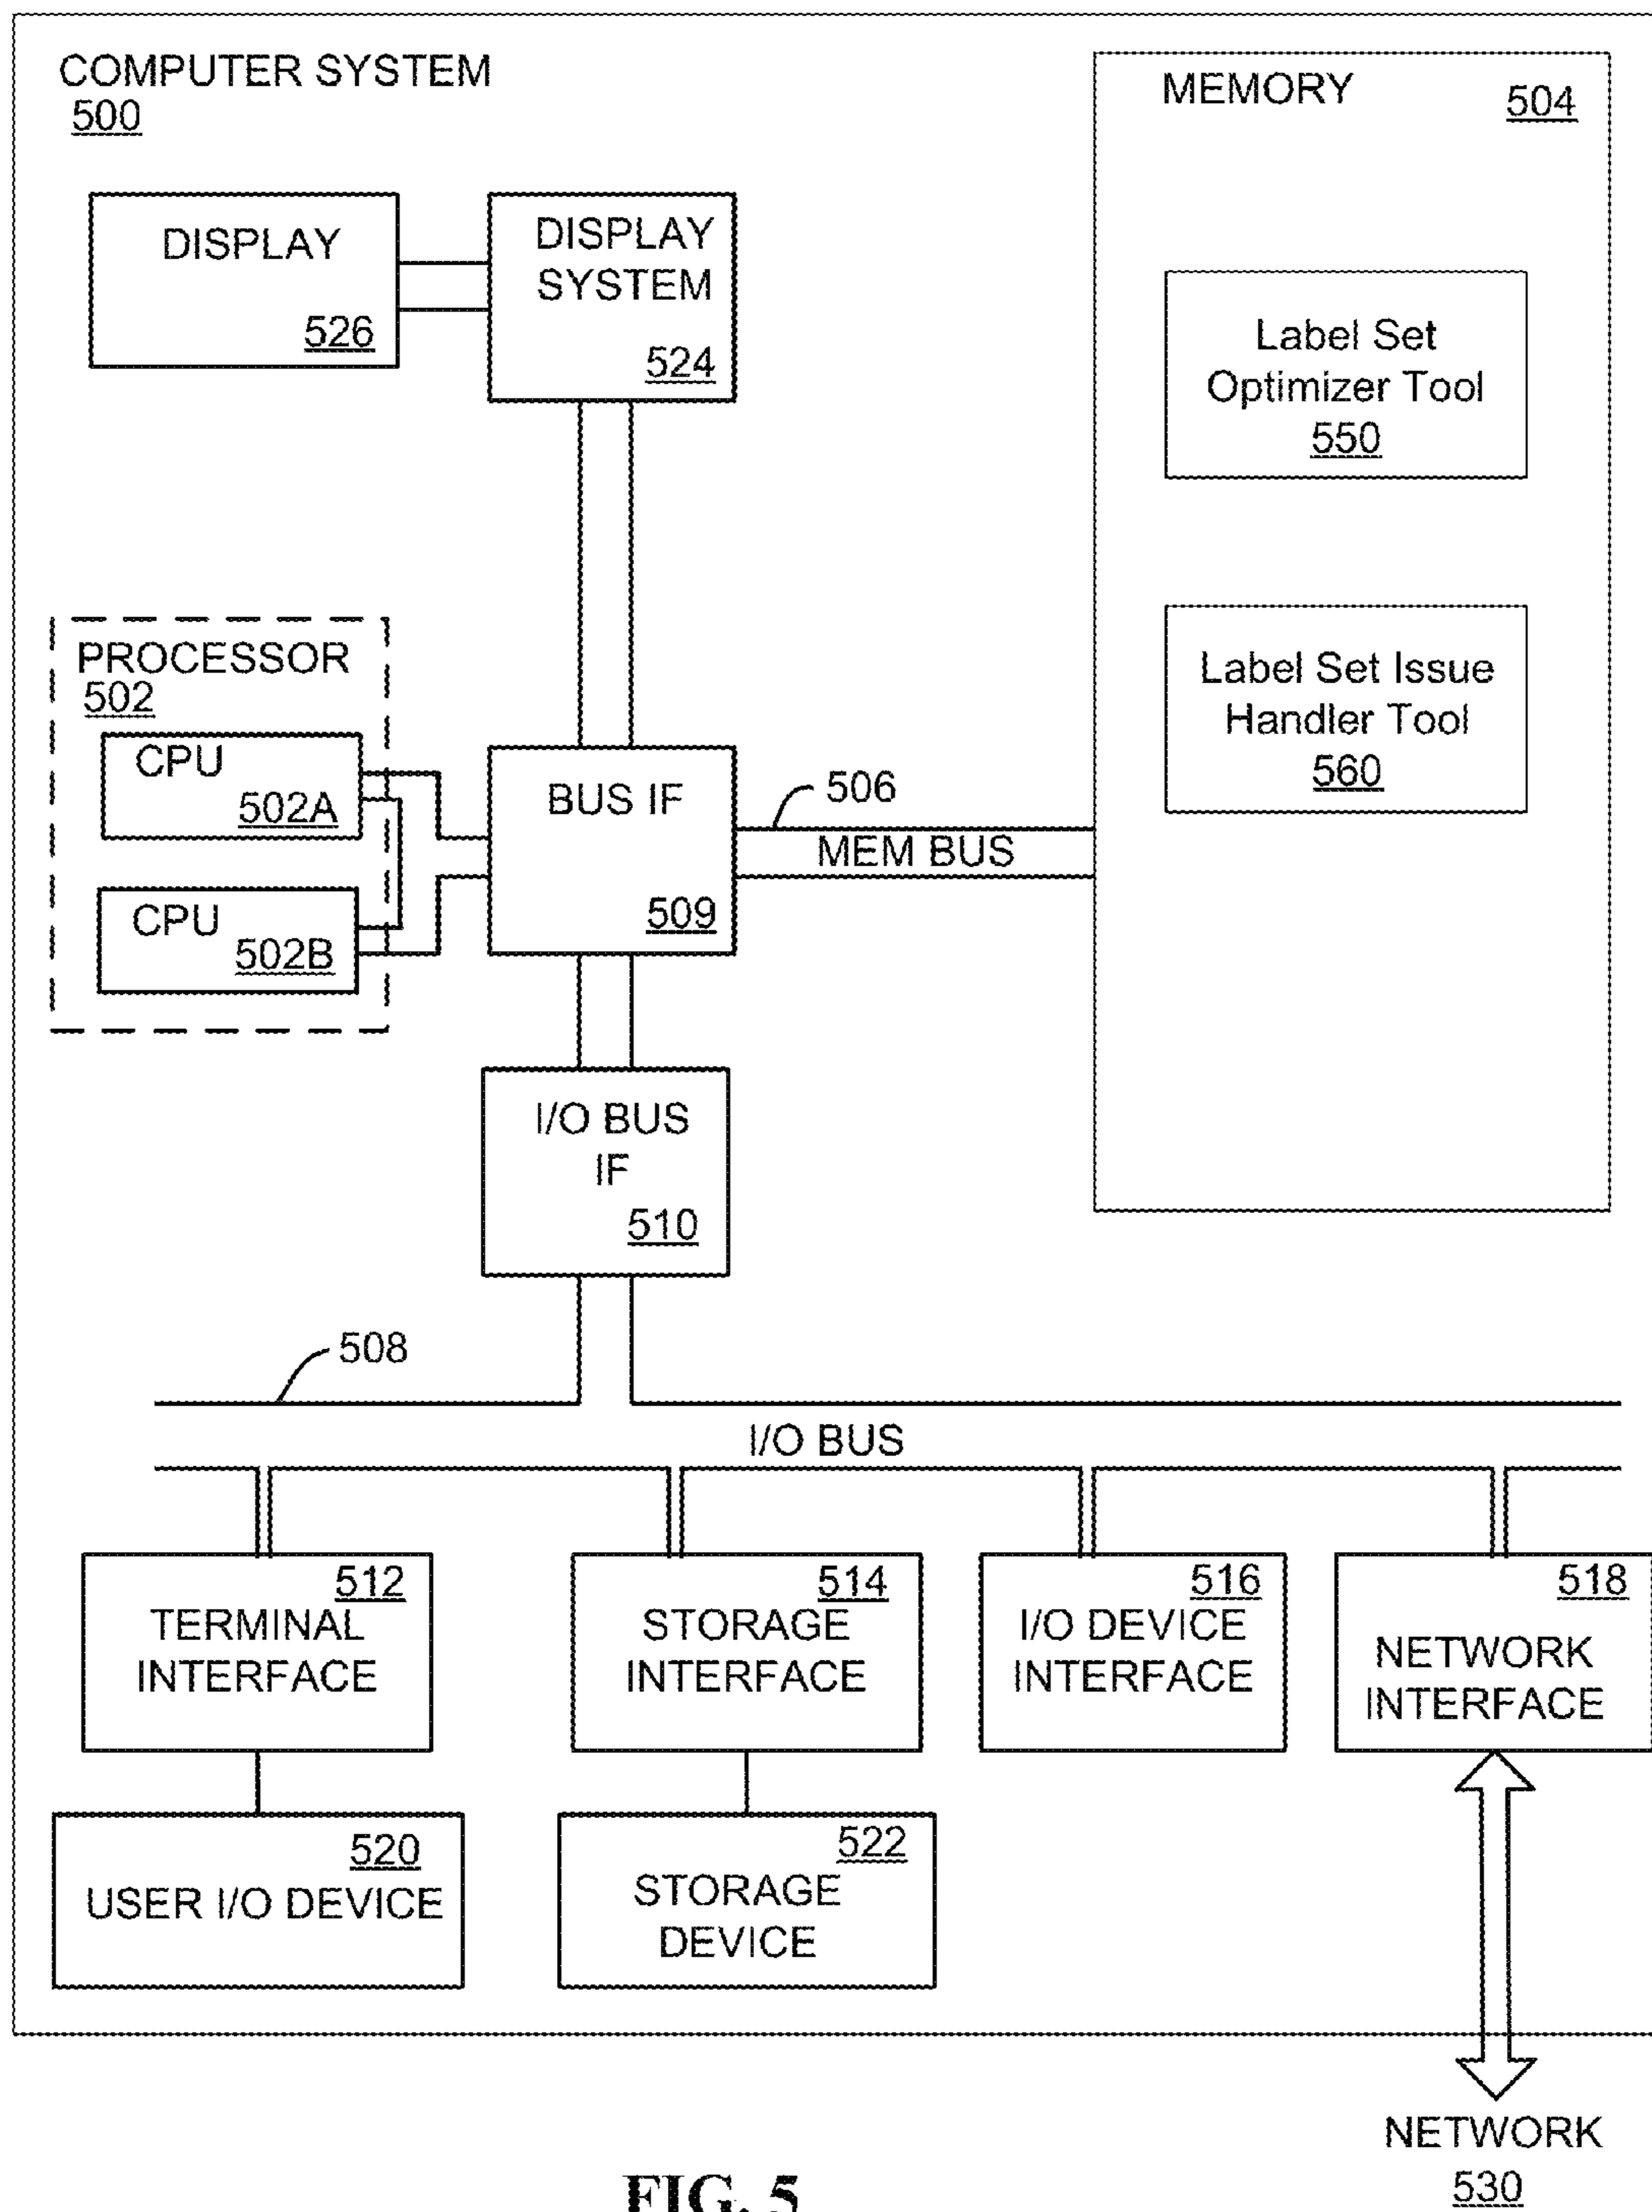 COMPUTER SYSTEM
500
MEMORY
504
DISPLAY
526
DISPLAY
SYSTEM
524
Label Set
Optimizer Tool
550
PROCESSOR
502
CPU
502A
CPU
502B
BUS IF
509
506
MEM BUS
Label Set Issue
Handler Tool
560
I/O BUS
IF
510
508
I/O BUS
512
TERMINAL
INTERFACE
514
STORAGE
INTERFACE
516
I/O DEVICE
INTERFACE
518
NETWORK
INTERFACE
520
USER I/O DEVICE
522
STORAGE
DEVICE
NETWORK
530
FIG. 5